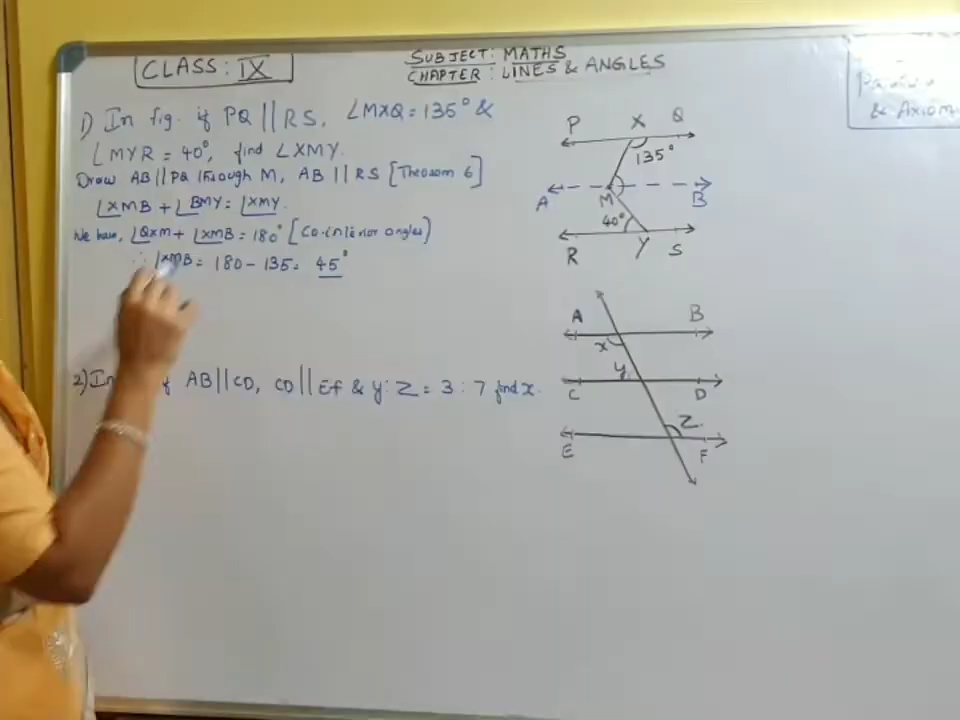 CLASS: IX
SUBJECT: MATHS
CHAPTER: LINES & ANGLES
1) In fig. if PQ || RS, ∠MXQ = 135° &
∠MYR = 40°, find ∠XMY.
Draw AB || PQ through M, AB || RS [Theorem 6]
∠XMB + ∠BMY = ∠XMY.
We have, ∠QXM + ∠XMB = 180° [Co-interior angles)
∴ ∠XMB = 180 - 135 = 45°
P X Q
135°
A M B
40°
R Y S
2) In if AB || CD, CD || EF & y : Z = 3 : 7 find x.
A B
x
y
C D
Z
E F
& Axiom